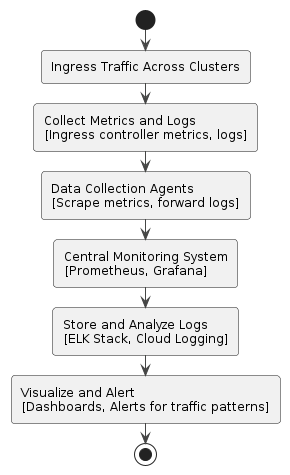 Ingress Traffic Across Clusters
Collect Metrics and Logs
[Ingress controller metrics, logs]
Data Collection Agents
[Scrape metrics, forward logs]
Central Monitoring System
[Prometheus, Grafana]
Store and Analyze Logs
[ELK Stack, Cloud Logging]
Visualize and Alert
[Dashboards, Alerts for traffic patterns]